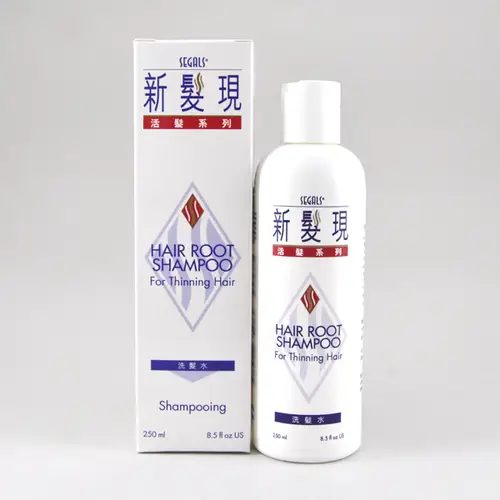 SEGALS®
新髮現
活髮系列
HAIR ROOT
SHAMPOO
For Thinning Hair
洗髮水
Shampooing
250 ml 8.5 fl oz US
SEGALS®
新髮現
活髮系列
HAIR ROOT
SHAMPOO
For Thinning Hair
洗髮水
250 ml 8.5 fl oz US